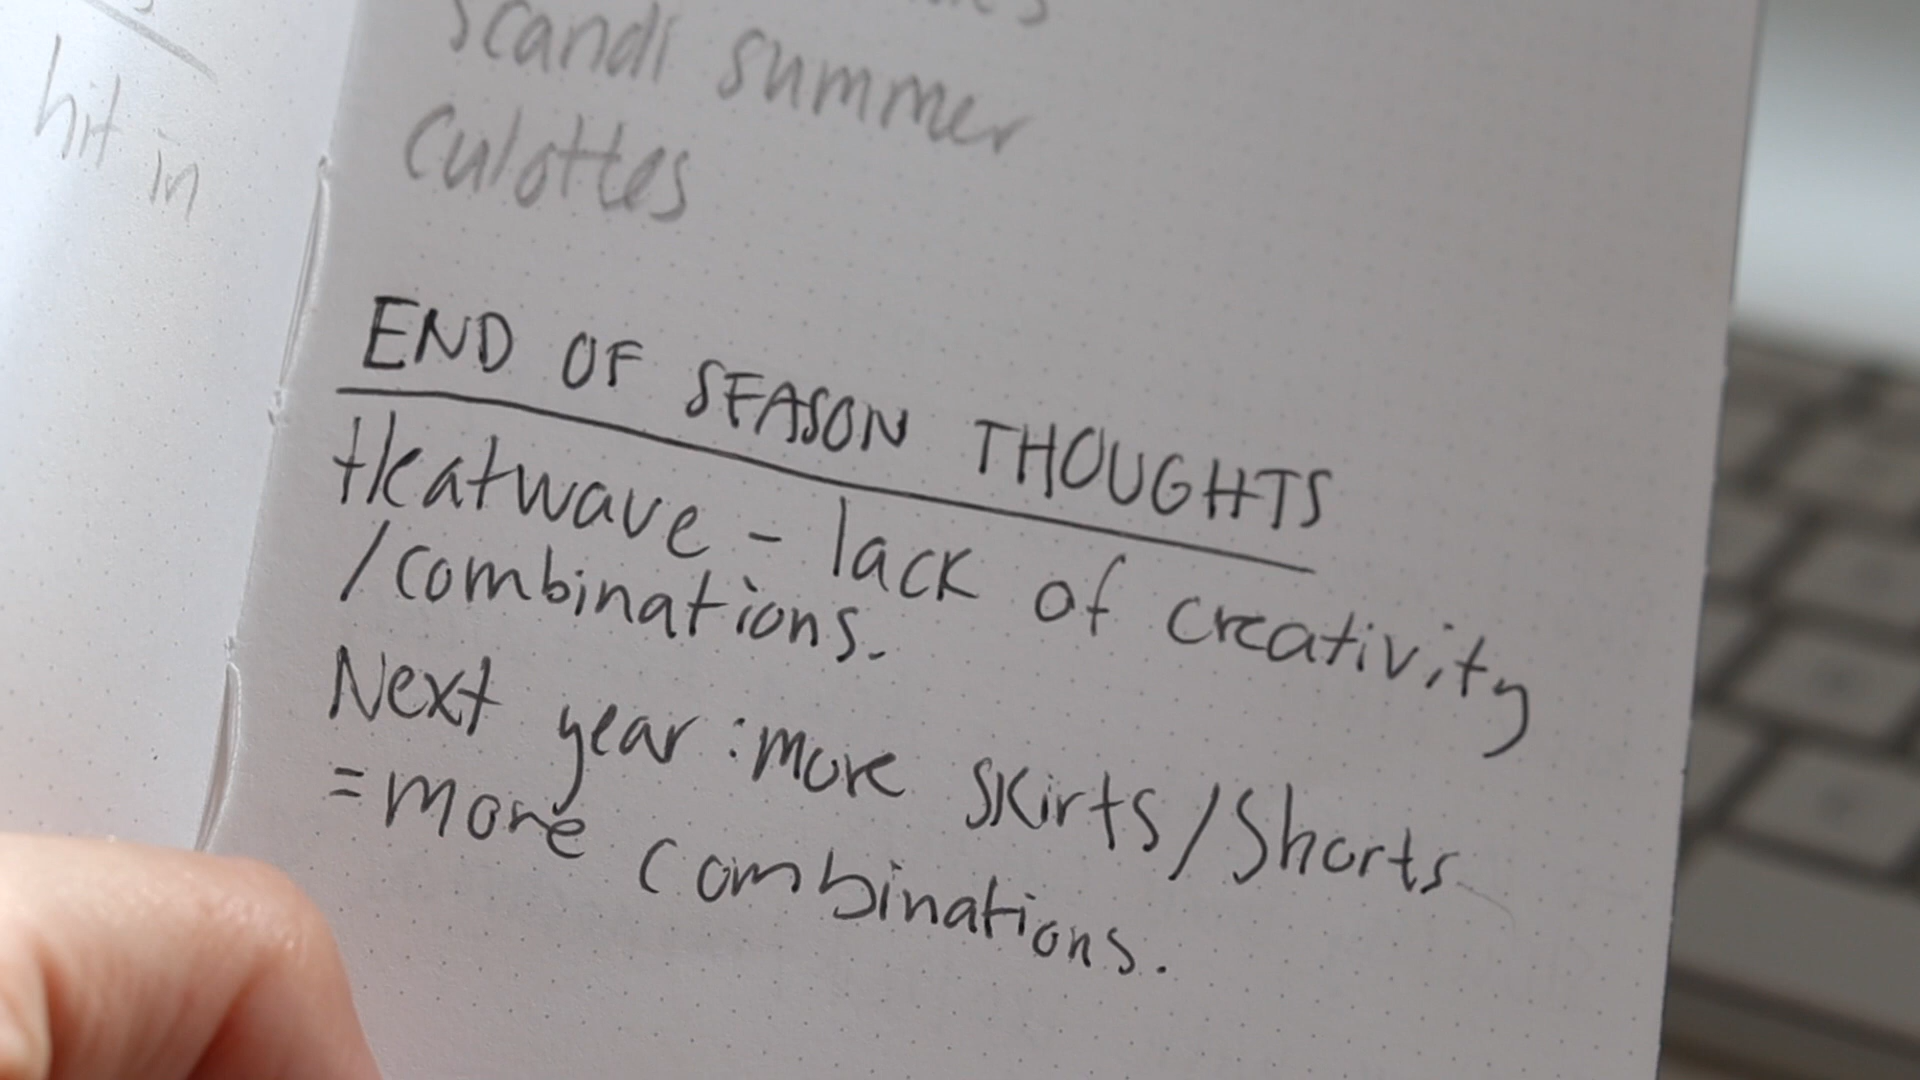 hit in
Scandi summer
Culottes
END OF SEASON THOUGHTS
Heatwave - lack of creativity
/combinations.
Next year: more skirts/shorts
= more combinations.